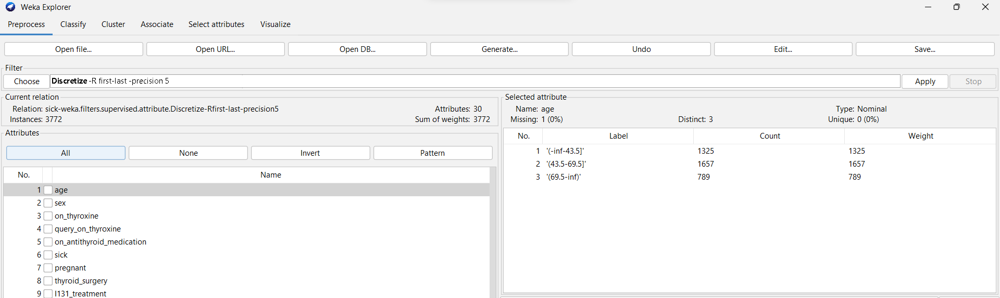 Weka Explorer
Preprocess Classify Cluster Associate Select attributes Visualize
Open file... Open URL... Open DB... Generate... Undo Edit... Save...
Filter
Choose Discretize -R first-last -precision 5 Apply Stop
Current relation
Relation: sick-weka.filters.supervised.attribute.Discretize-Rfirst-last-precision5 Attributes: 30
Instances: 3772 Sum of weights: 3772
Attributes
All None Invert Pattern
No. Name
1 age
2 sex
3 on_thyroxine
4 query_on_thyroxine
5 on_antithyroid_medication
6 sick
7 pregnant
8 thyroid_surgery
9 I131_treatment
Selected attribute
Name: age Type: Nominal
Missing: 1 (0%) Distinct: 3 Unique: 0 (0%)
No. Label Count Weight
1 '(-inf-43.5]' 1325 1325
2 '(43.5-69.5]' 1657 1657
3 '(69.5-inf)' 789 789